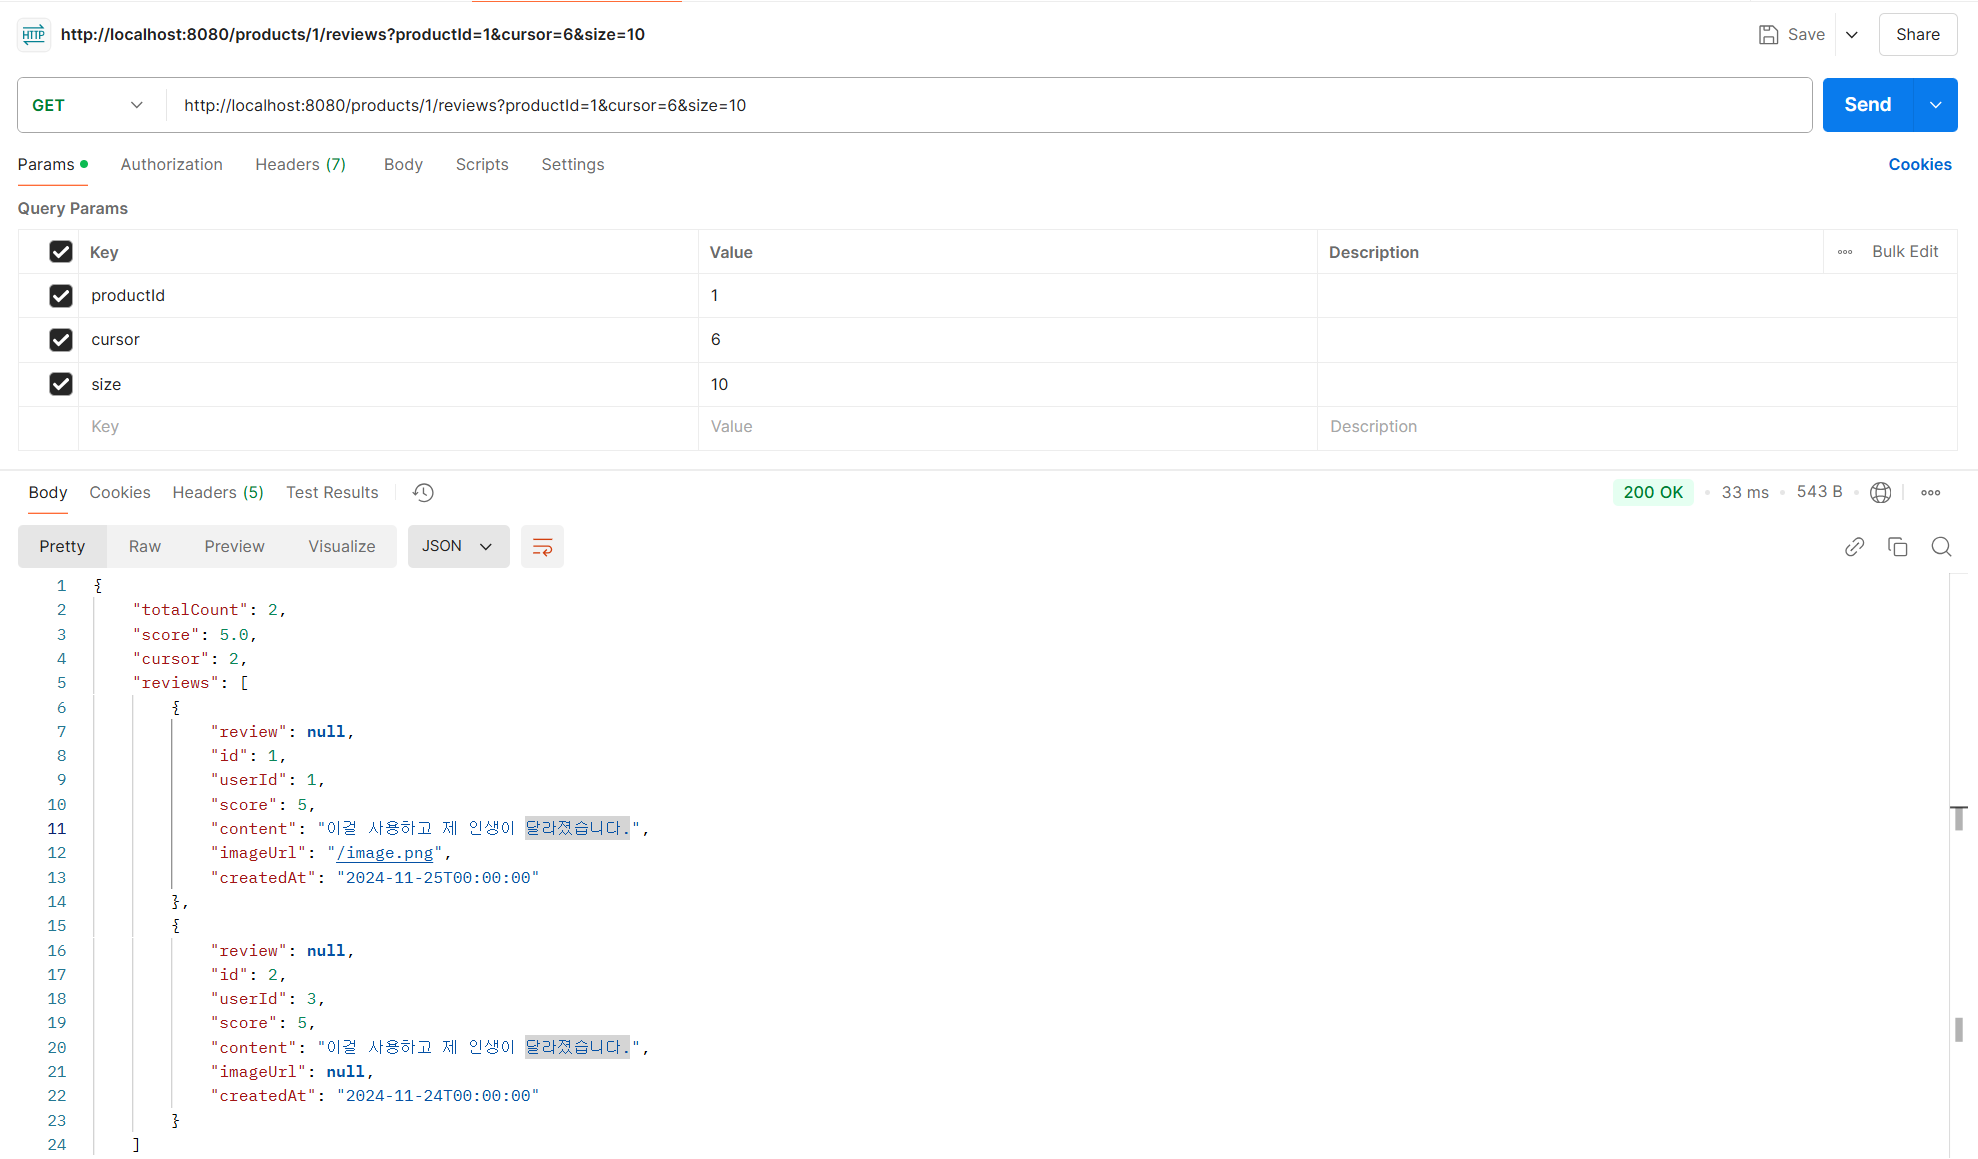 HTTP http://localhost:8080/products/1/reviews?productId=1&cursor=6&size=10 Save Share
GET http://localhost:8080/products/1/reviews?productId=1&cursor=6&size=10 Send
Params Authorization Headers (7) Body Scripts Settings Cookies
Query Params
Key Value Description Bulk Edit
productId 1
cursor 6
size 10
Key Value Description
Body Cookies Headers (5) Test Results 200 OK 33 ms 543 B
Pretty Raw Preview Visualize JSON
1 {
2 "totalCount": 2,
3 "score": 5.0,
4 "cursor": 2,
5 "reviews": [
6 {
7 "review": null,
8 "id": 1,
9 "userId": 1,
10 "score": 5,
11 "content": "이걸 사용하고 제 인생이 달라졌습니다.",
12 "imageUrl": "/image.png",
13 "createdAt": "2024-11-25T00:00:00"
14 },
15 {
16 "review": null,
17 "id": 2,
18 "userId": 3,
19 "score": 5,
20 "content": "이걸 사용하고 제 인생이 달라졌습니다.",
21 "imageUrl": null,
22 "createdAt": "2024-11-24T00:00:00"
23 }
24 ]